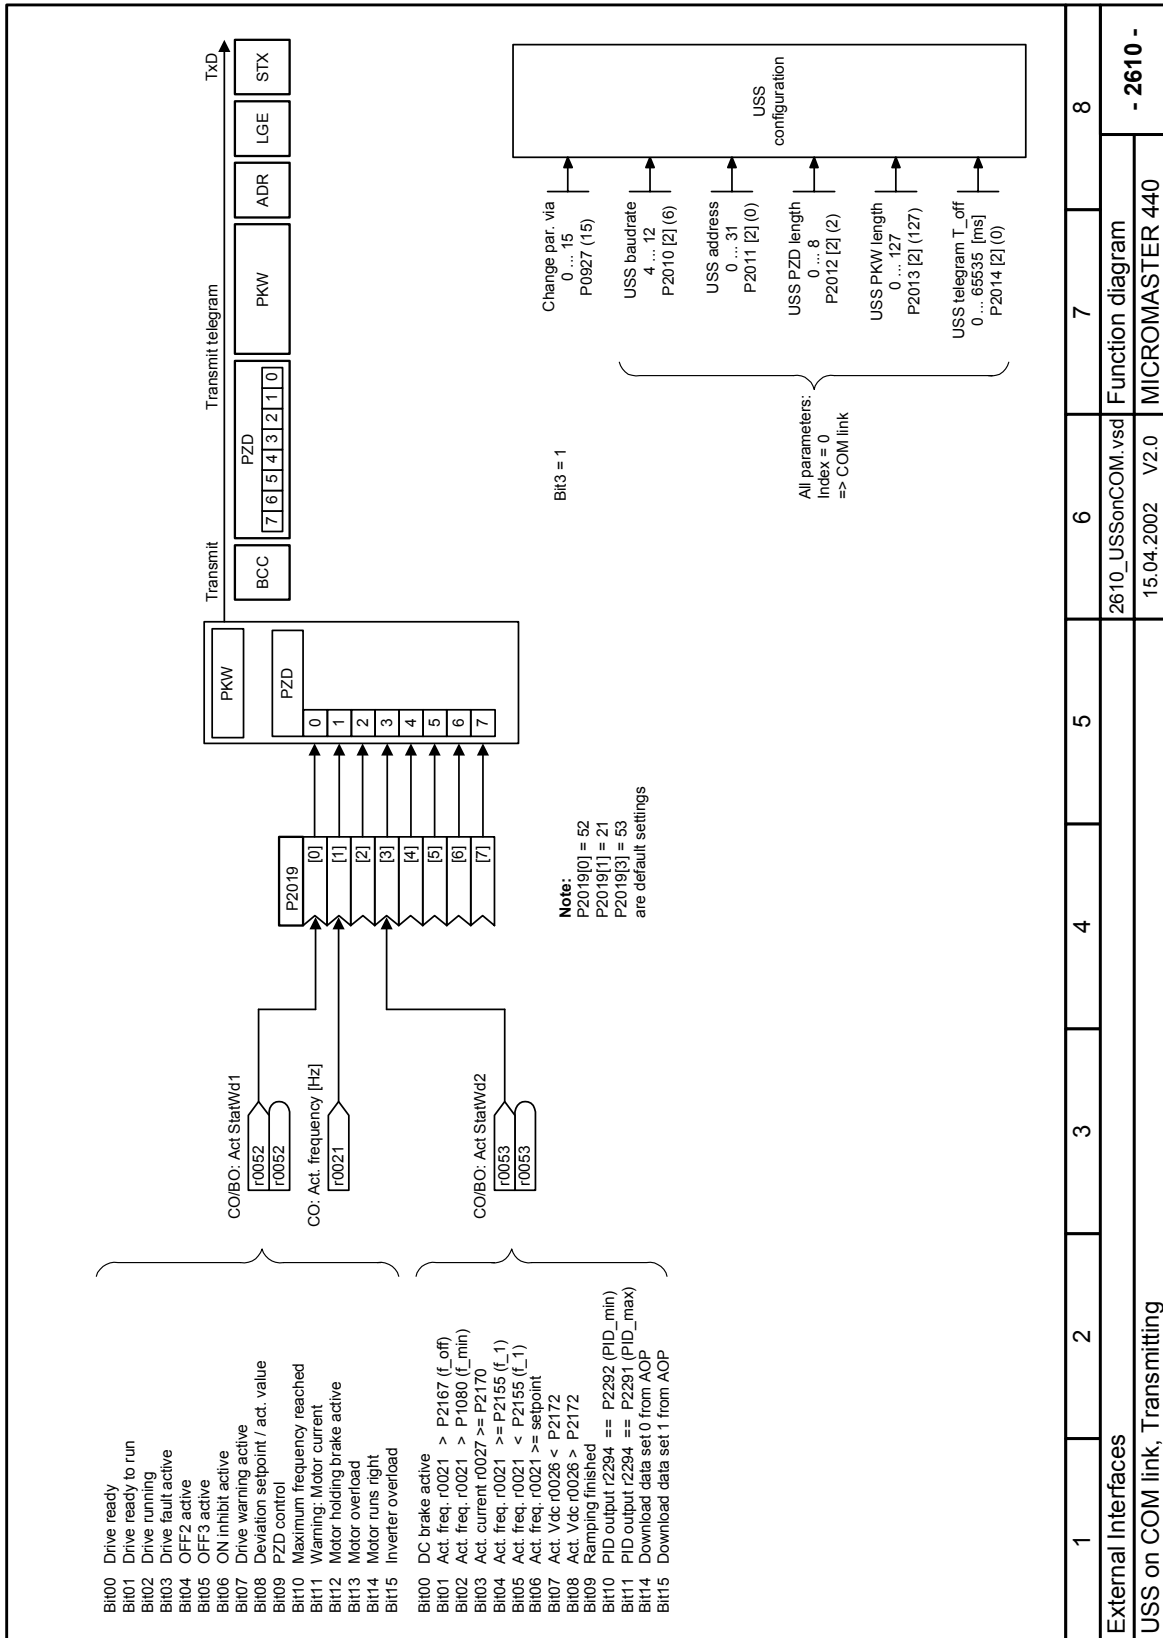 Bit00 Drive ready
Bit01 Drive ready to run
Bit02 Drive running
Bit03 Drive fault active
Bit04 OFF2 active
Bit05 OFF3 active
Bit06 ON inhibit active
Bit07 Drive warning active
Bit08 Deviation setpoint / act. value
Bit09 PZD control
Bit10 Maximum frequency reached
Bit11 Warning: Motor current
Bit12 Motor holding brake active
Bit13 Motor overload
Bit14 Motor runs right
Bit15 Inverter overload
Bit00 DC brake active
Bit01 Act. freq. r0021 > P2167 (f_off)
Bit02 Act. freq. r0021 > P1080 (f_min)
Bit03 Act. current r0027 >= P2170
Bit04 Act. freq. r0021 >= P2155 (f_1)
Bit05 Act. freq. r0021 < P2155 (f_1)
Bit06 Act. freq. r0021 >= setpoint
Bit07 Act. Vdc r0026 < P2172
Bit08 Act. Vdc r0026 > P2172
Bit09 Ramping finished
Bit10 PID output r2294 == P2292 (PID_min)
Bit11 PID output r2294 == P2291 (PID_max)
Bit14 Download data set 0 from AOP
Bit15 Download data set 1 from AOP
CO/BO: Act StatWd1
r0052
r0052
CO: Act. frequency [Hz]
r0021
CO/BO: Act StatWd2
r0053
r0053
P2019
[0]
[1]
[2]
[3]
[4]
[5]
[6]
[7]
Note:
P2019[0] = 52
P2019[1] = 21
P2019[3] = 53
are default settings
PKW
PZD
0
1
2
3
4
5
6
7
Transmit
Transmit telegram
TxD
BCC
PZD
7 6 5 4 3 2 1 0
PKW
ADR
LGE
STX
Bit3 = 1
All parameters:
Index = 0
=> COM link
Change par. via
0 ... 15
P0927 (15)
USS baudrate
4 ... 12
P2010 [2] (6)
USS address
0 ... 31
P2011 [2] (0)
USS PZD length
0 ... 8
P2012 [2] (2)
USS PKW length
0 ... 127
P2013 [2] (127)
USS telegram T_off
0 ... 65535 [ms]
P2014 [2] (0)
USS
configuration
1 2 3 4 5 6 7 8
External Interfaces
2610_USSonCOM.vsd
Function diagram
- 2610 -
USS on COM link, Transmitting
15.04.2002 V2.0
MICROMASTER 440